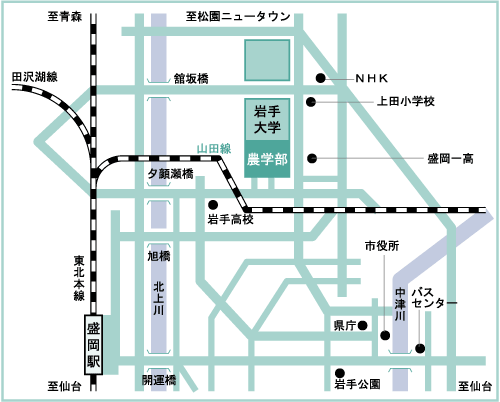 至青森
至松園ニュータウン
田沢湖線
舘坂橋
NHK
上田小学校
岩手
大学
山田線
農学部
盛岡一高
夕顔瀬橋
岩手高校
市役所
旭橋
東北本線
北上川
中津川
バス
センター
盛岡駅
県庁
開運橋
岩手公園
至仙台
至仙台